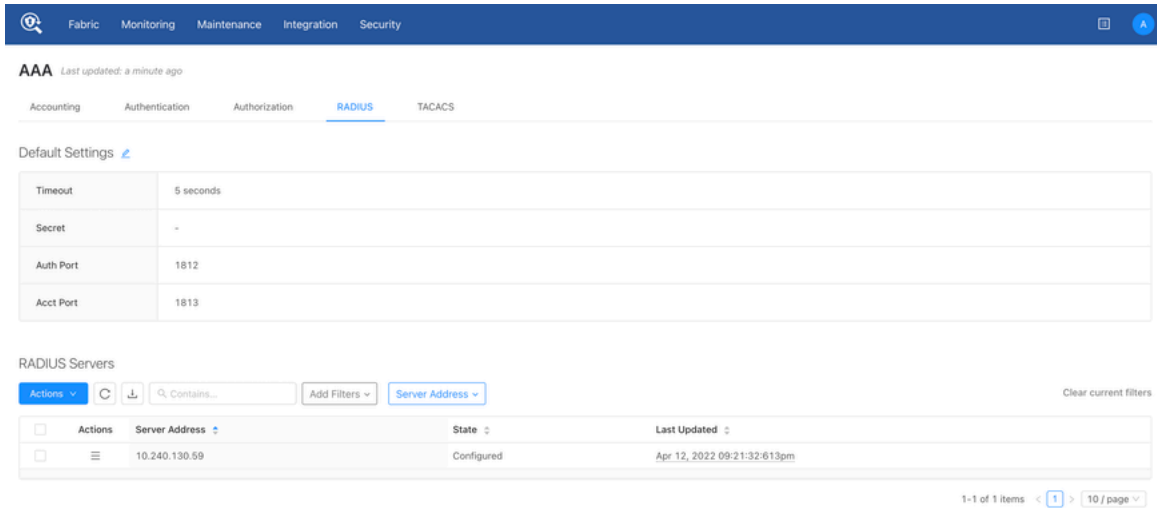 Fabric Monitoring Maintenance Integration Security A
AAA Last updated: a minute ago
Accounting Authentication Authorization RADIUS TACACS
Default Settings
Timeout 5 seconds
Secret -
Auth Port 1812
Acct Port 1813
RADIUS Servers
Actions Contains... Add Filters Server Address Clear current filters
Actions Server Address State Last Updated
10.240.130.59 Configured Apr 12, 2022 09:21:32:613pm
1-1 of 1 items < 1 > 10 / page